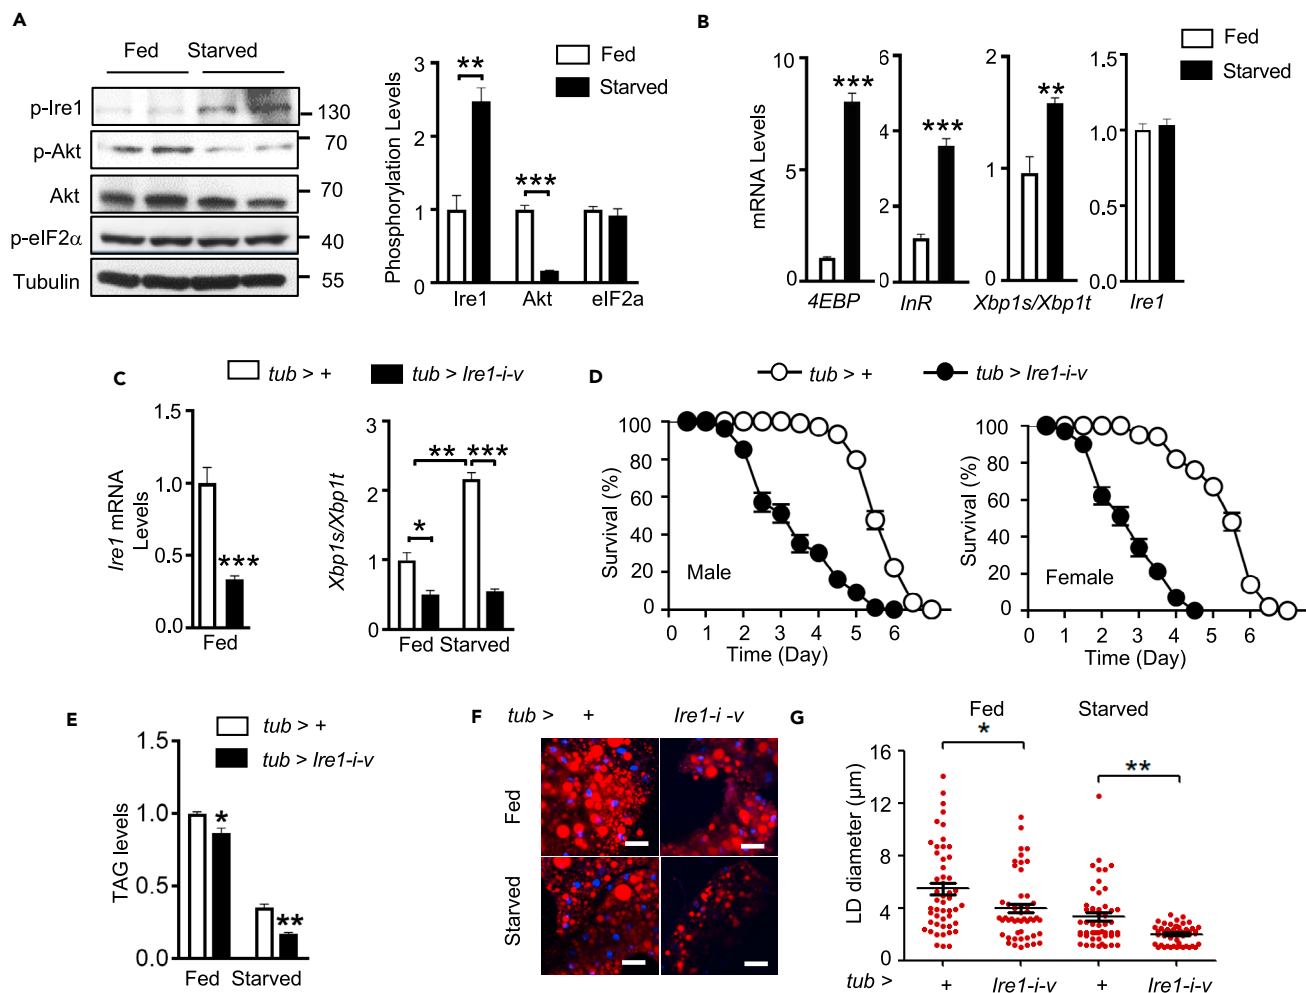 A
Fed Starved
p-Ire1
130
p-Akt
70
Akt
70
p-eIF2α
40
Tubulin
55
Phosphorylation Levels
3
2
1
0
**
***
Ire1 Akt eIF2a
Fed
Starved
B
Fed
Starved
mRNA Levels
10
5
0
***
4EBP
6
4
2
0
***
InR
2
1
0
**
Xbp1s/Xbp1t
1.5
1.0
0.5
0.0
Ire1
C
tub > +
tub > Ire1-i-v
Ire1 mRNA
Levels
1.5
1.0
0.5
0.0
***
Fed
Xbp1s/Xbp1t
3
2
1
0
*
**
***
Fed Starved
D
tub > +
tub > Ire1-i-v
Survival (%)
100
80
60
40
20
0
Male
0 1 2 3 4 5 6
Time (Day)
Survival (%)
100
80
60
40
20
0
Female
0 1 2 3 4 5 6
Time (Day)
E
tub > +
tub > Ire1-i-v
TAG levels
1.5
1.0
0.5
0.0
*
**
Fed Starved
F
tub > + Ire1-i -v
Fed
Starved
G
Fed Starved
*
**
LD diameter (μm)
16
12
8
4
0
tub > + Ire1-i-v + Ire1-i-v